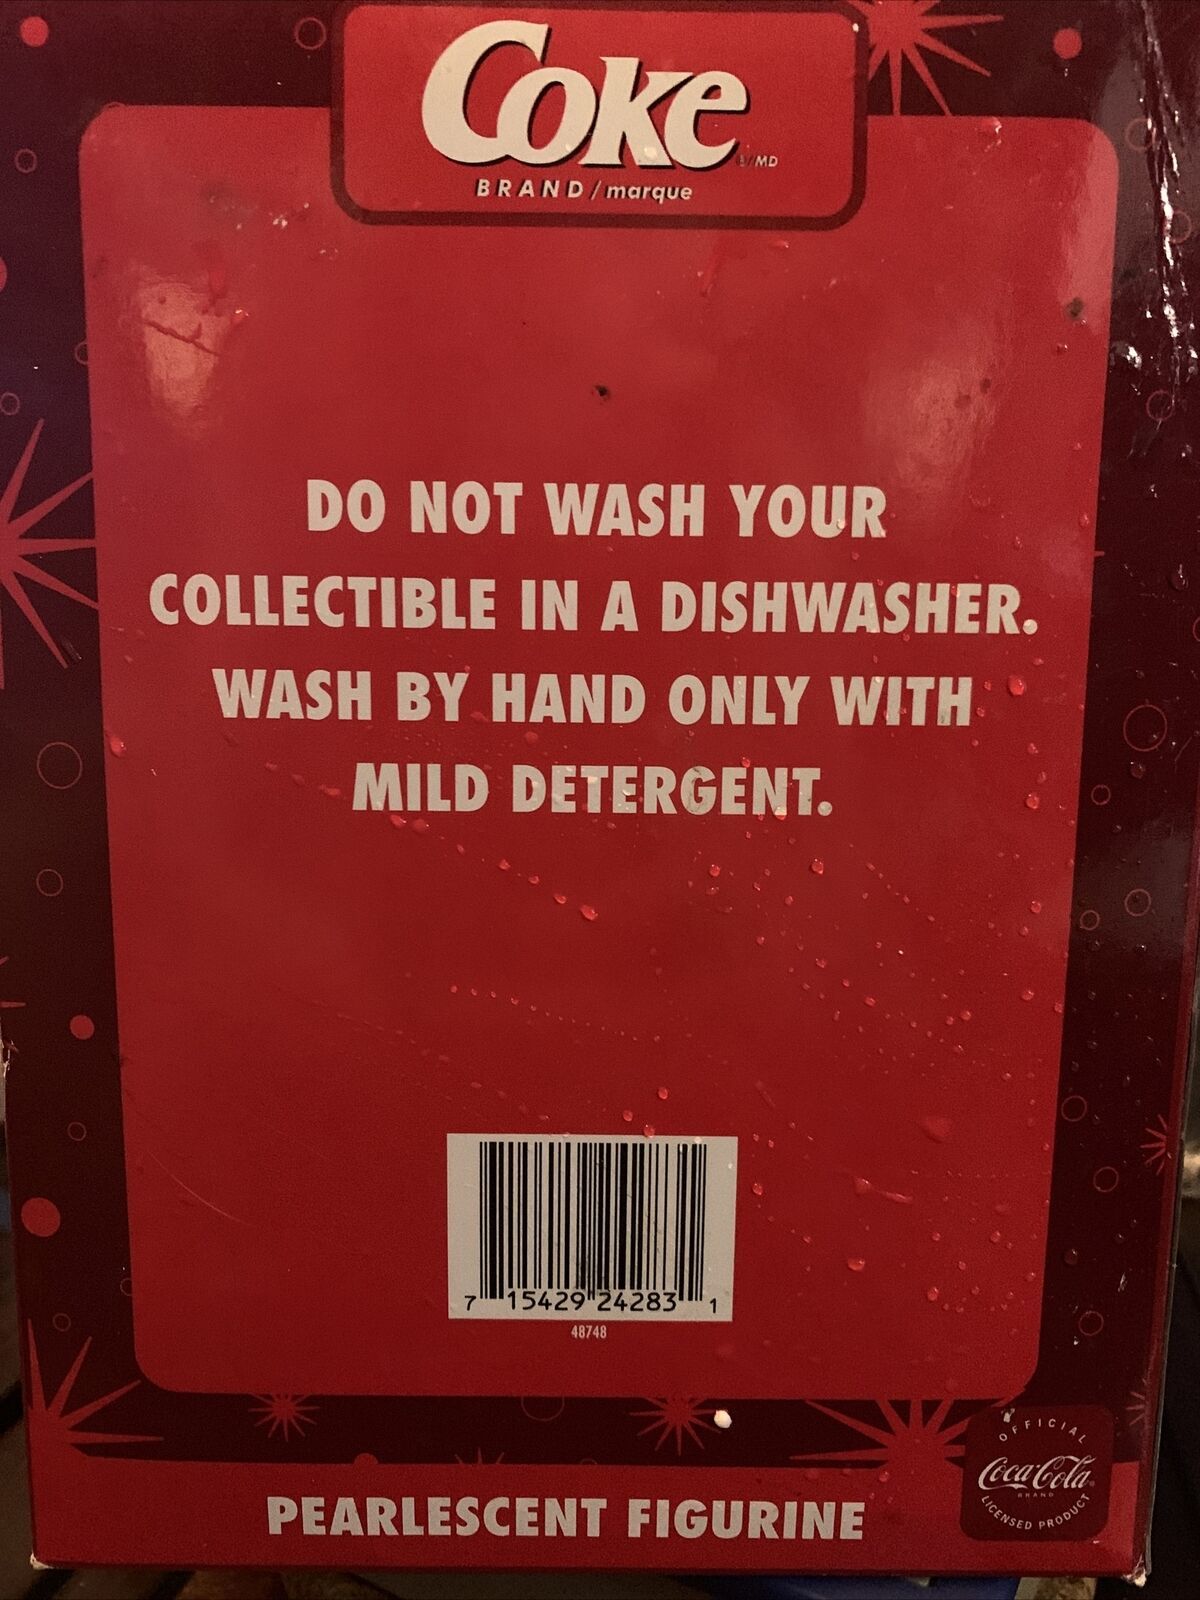 Coke
®/MD
BRAND/marque
DO NOT WASH YOUR
COLLECTIBLE IN A DISHWASHER.
WASH BY HAND ONLY WITH
MILD DETERGENT.
7 15429 24283 1
48748
PEARLESCENT FIGURINE
OFFICIAL
Coca-Cola®
BRAND
LICENSED PRODUCT